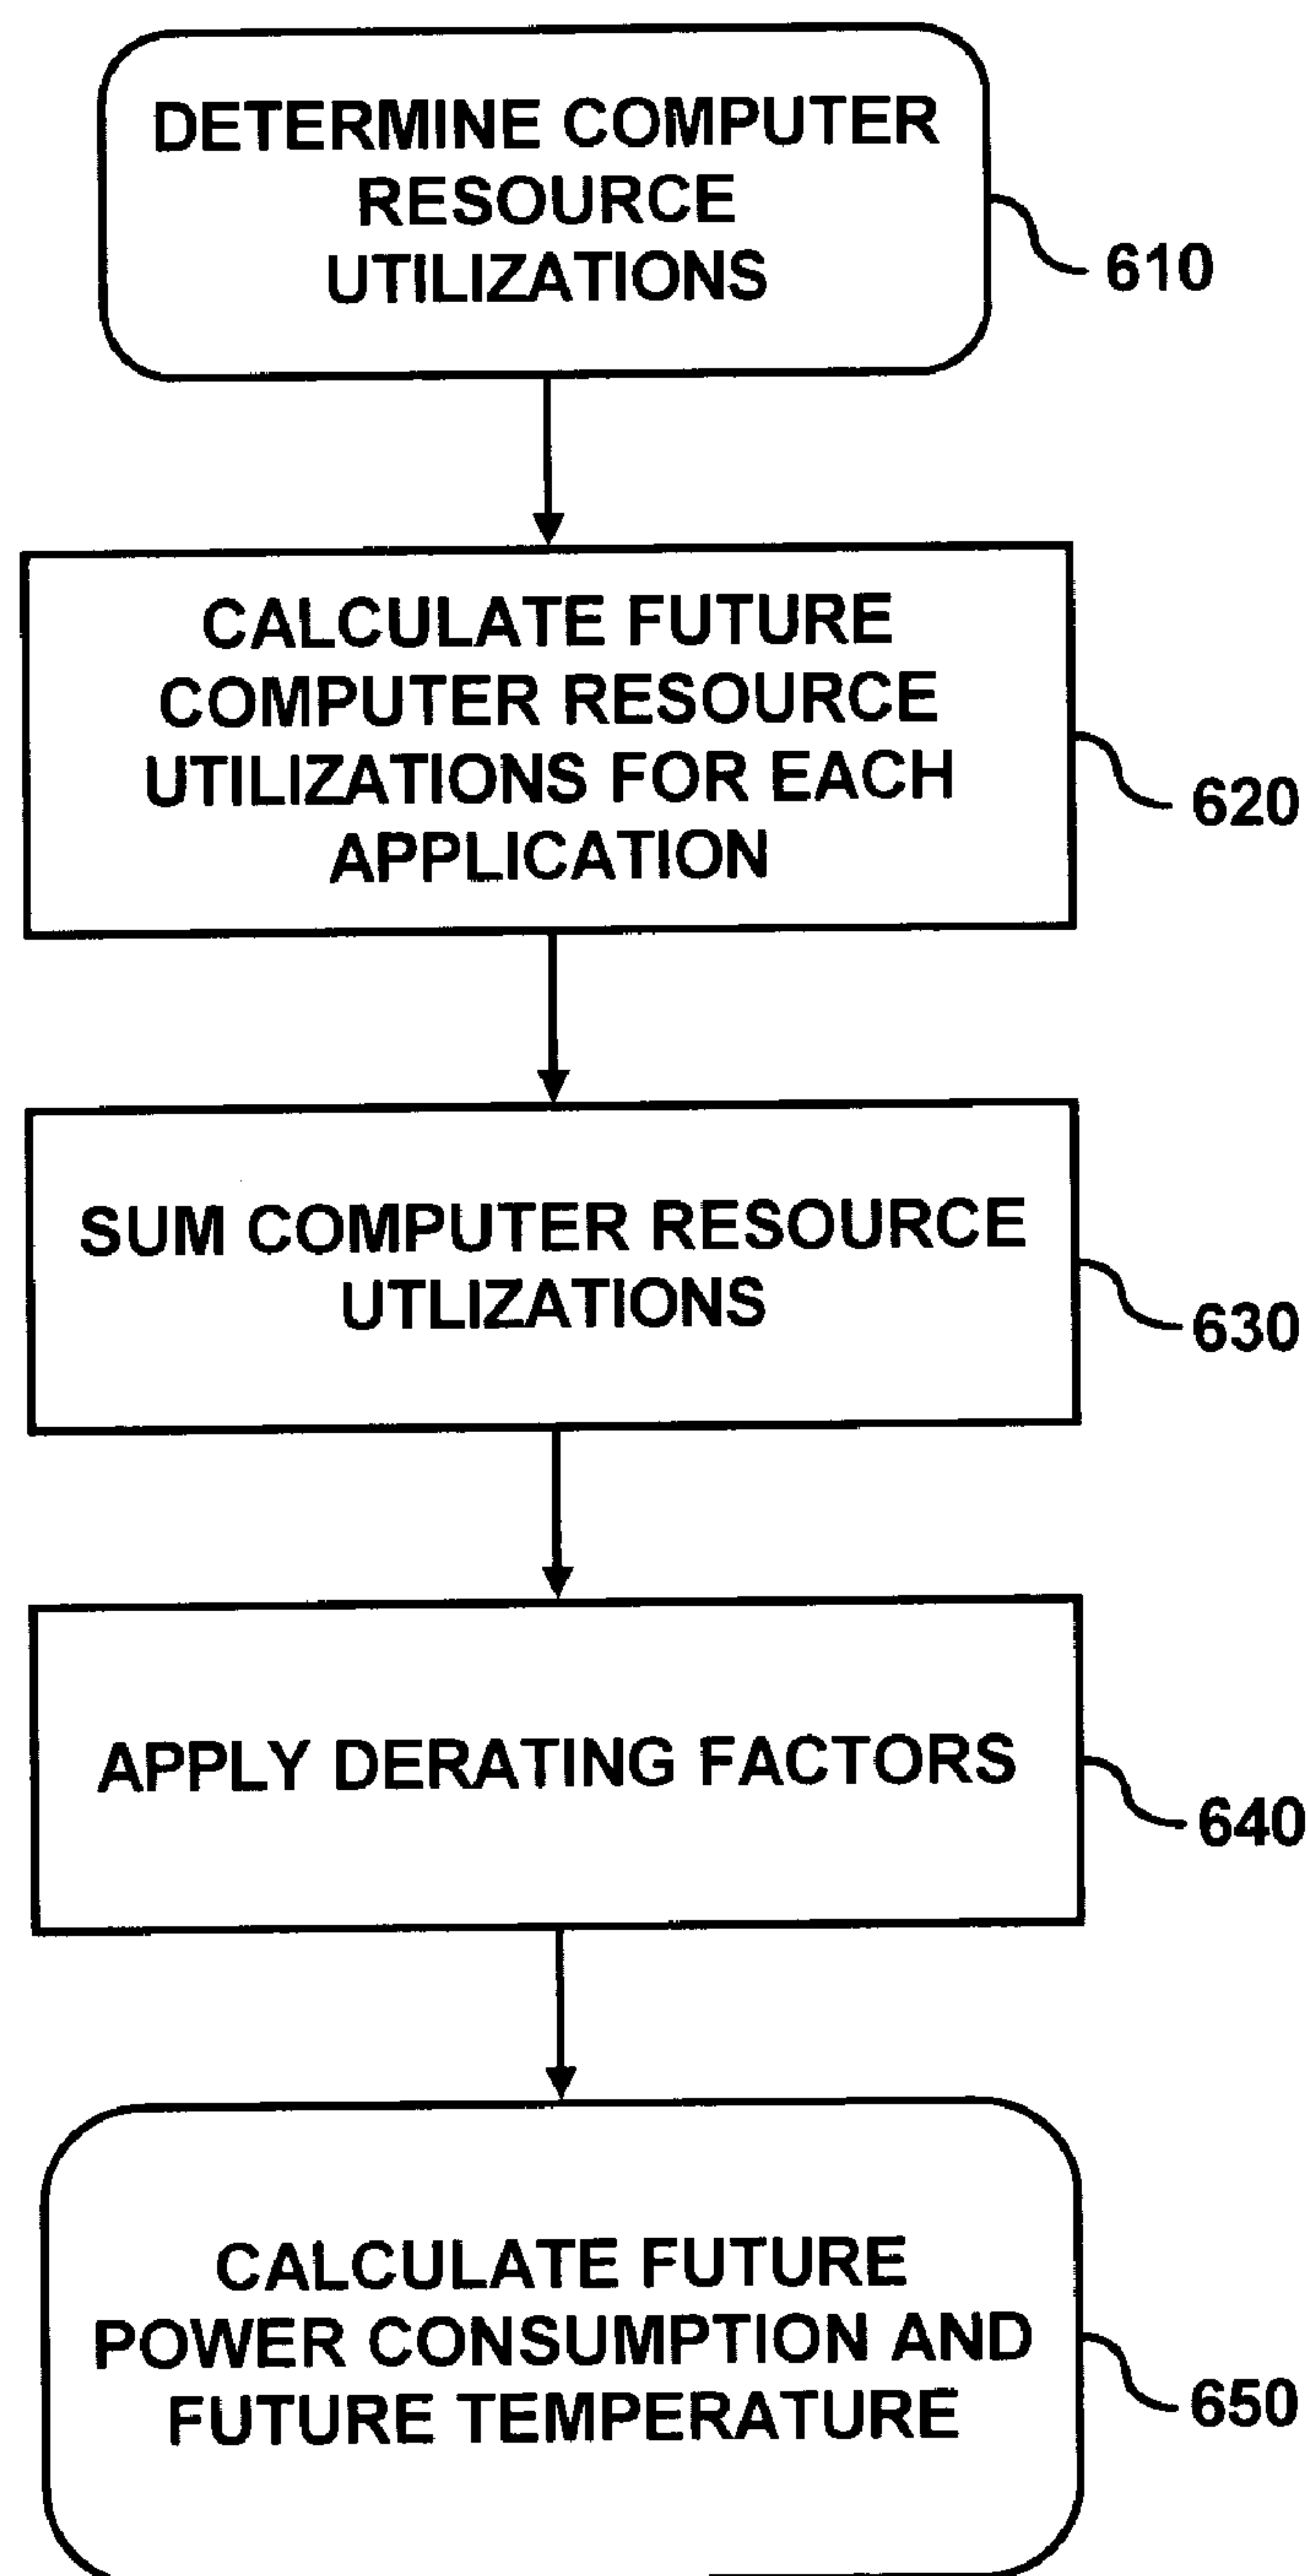 DETERMINE COMPUTER
RESOURCE
UTILIZATIONS
610
CALCULATE FUTURE
COMPUTER RESOURCE
UTILIZATIONS FOR EACH
APPLICATION
620
SUM COMPUTER RESOURCE
UTLIZATIONS
630
APPLY DERATING FACTORS
640
CALCULATE FUTURE
POWER CONSUMPTION AND
FUTURE TEMPERATURE
650